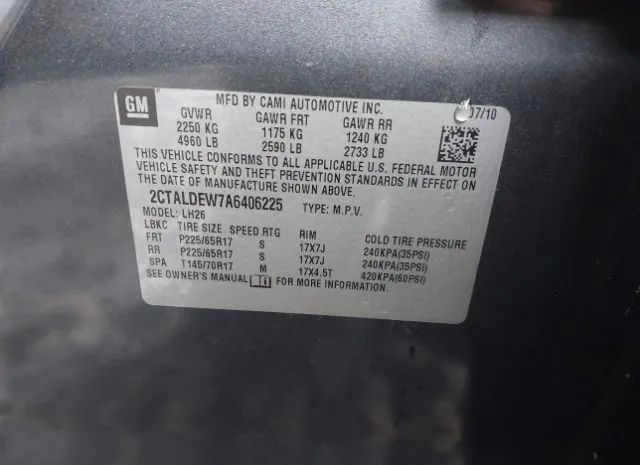 GM
MFD BY CAMI AUTOMOTIVE INC. 07/10
GVWR GAWR FRT GAWR RR
2250 KG 1175 KG 1240 KG
4960 LB 2590 LB 2733 LB
THIS VEHICLE CONFORMS TO ALL APPLICABLE U.S. FEDERAL MOTOR
VEHICLE SAFETY AND THEFT PREVENTION STANDARDS IN EFFECT ON
THE DATE OF MANUFACTURE SHOWN ABOVE.
2CTALDEW7A6406225 TYPE: M.P.V.
MODEL: LH26
LBKC TIRE SIZE SPEED RTG RIM COLD TIRE PRESSURE
FRT P225/65R17 S 17X7J 240KPA(35PSI)
RR P225/65R17 S 17X7J 240KPA(35PSI)
SPA T145/70R17 M 17X4.5T 420KPA(60PSI)
SEE OWNER'S MANUAL FOR MORE INFORMATION.